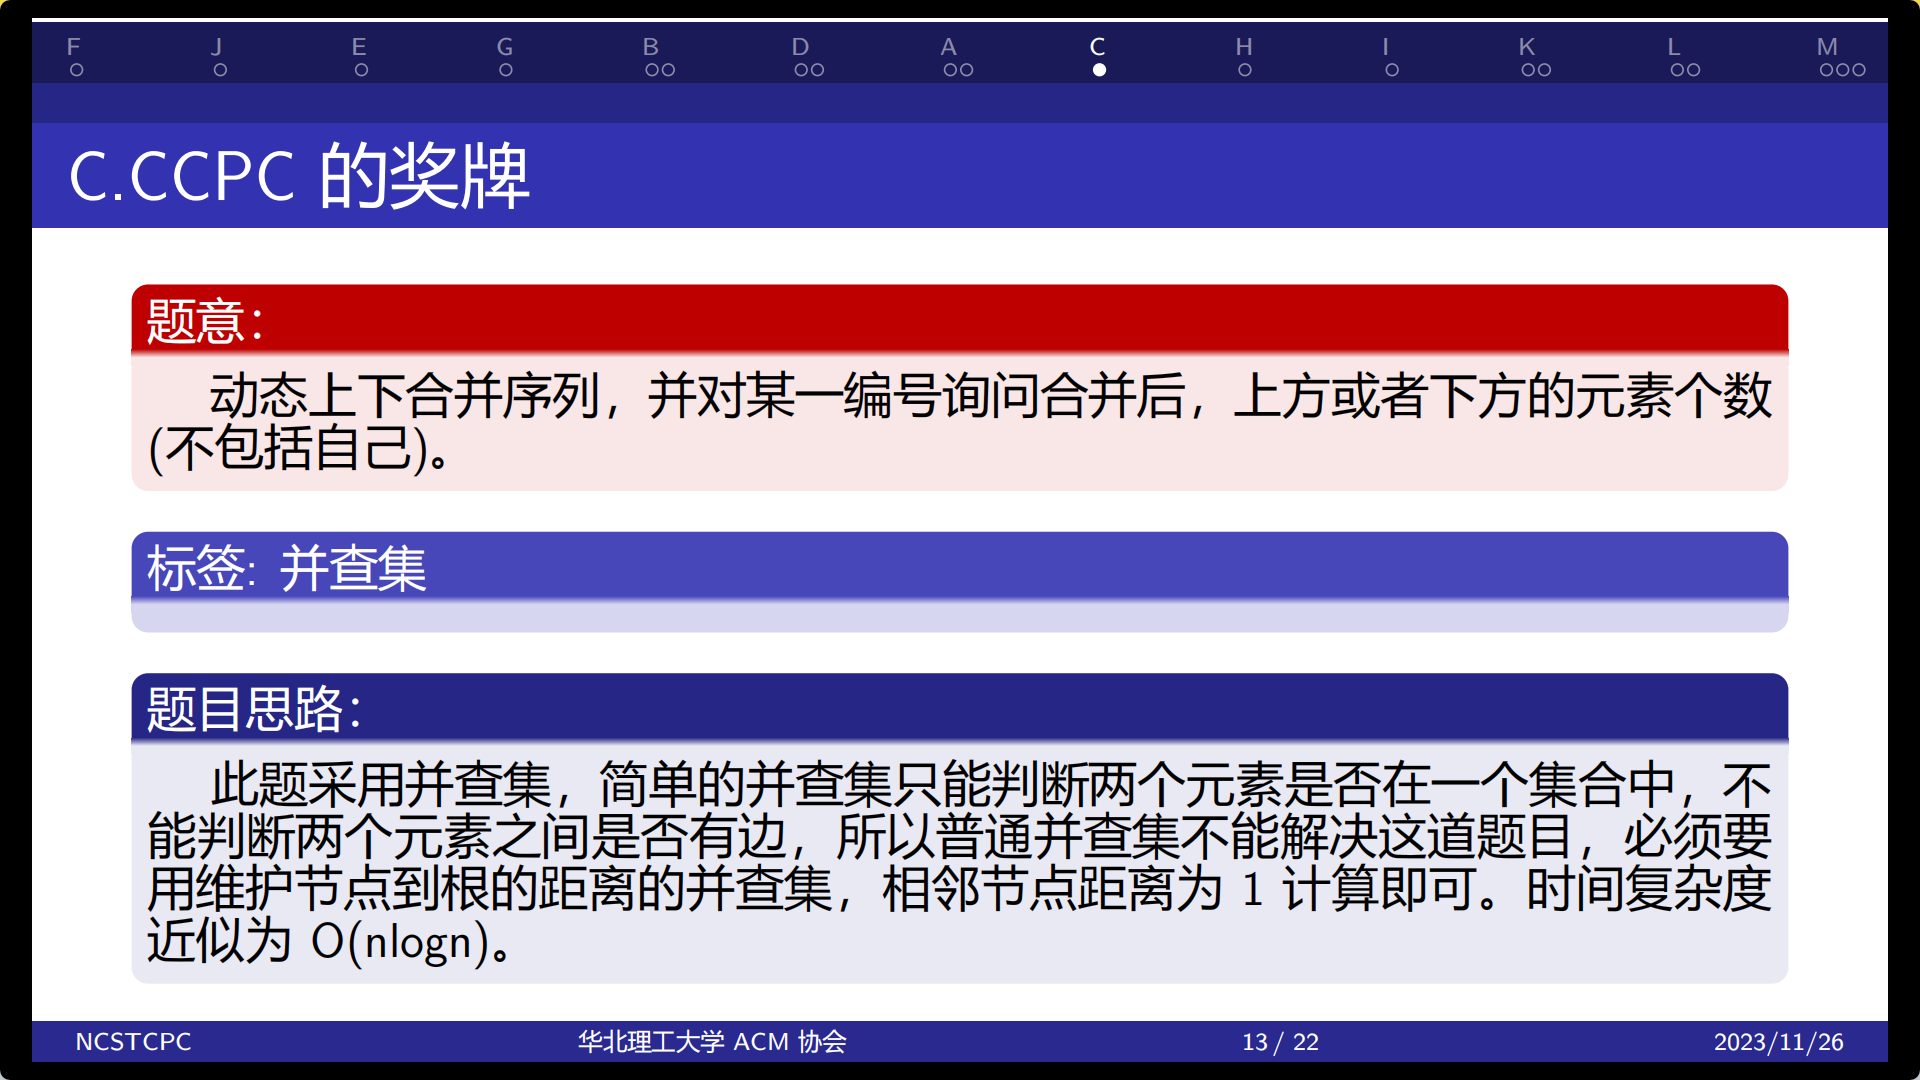 F J E G B D A C H I K L M
C.CCPC 的奖牌
题意：
动态上下合并序列，并对某一编号询问合并后，上方或者下方的元素个数
(不包括自己)。
标签: 并查集
题目思路：
此题采用并查集，简单的并查集只能判断两个元素是否在一个集合中，不
能判断两个元素之间是否有边，所以普通并查集不能解决这道题目，必须要
用维护节点到根的距离的并查集，相邻节点距离为 1 计算即可。时间复杂度
近似为 O(nlogn)。
NCSTCPC 华北理工大学 ACM 协会 13 / 22 2023/11/26